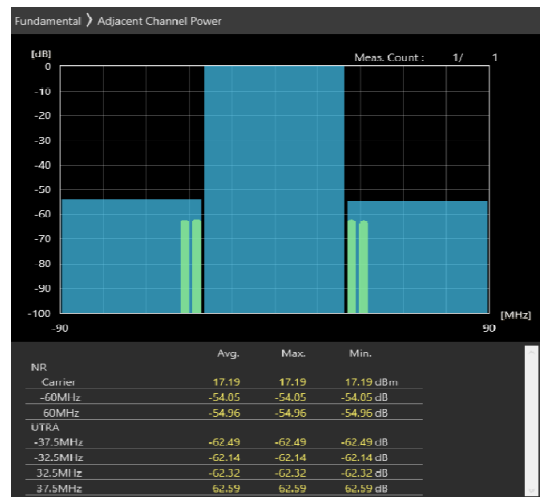 Fundamental ❯ Adjacent Channel Power
[dB]
Meas. Count : 1/ 1
0
-10
-20
-30
-40
-50
-60
-70
-80
-90
-100
[MHz]
-90 90
Avg. Max. Min.
NR
Carrier 17.19 17.19 17.19 dBm
-60MHz -54.05 -54.05 -54.05 dB
60MHz -54.96 -54.96 -54.96 dB
UTRA
-37.5MHz -62.49 -62.49 -62.49 dB
-32.5MHz -62.14 -62.14 -62.14 dB
32.5MHz -62.32 -62.32 -62.32 dB
37.5MHz 62.59 62.59 62.59 dB